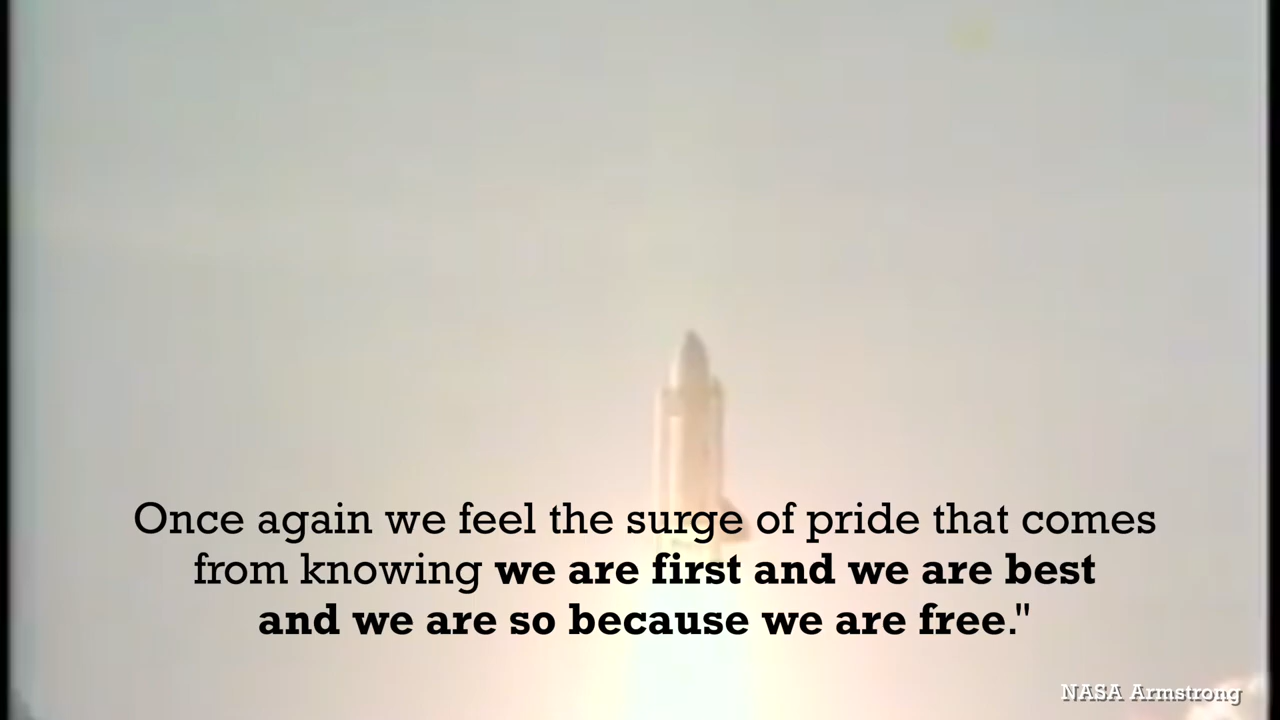 Once again we feel the surge of pride that comes
from knowing we are first and we are best
and we are so because we are free."
NASA Armstrong